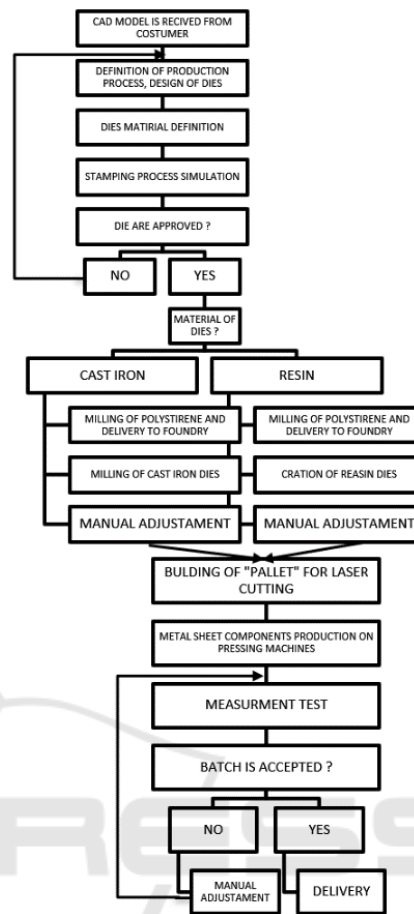 CAD MODEL IS RECIVED FROM
COSTUMER
DEFINITION OF PRODUCTION
PROCESS, DESIGN OF DIES
DIES MATIRIAL DEFINITION
STAMPING PROCESS SIMULATION
DIE ARE APPROVED ?
NO
YES
MATERIAL OF
DIES ?
CAST IRON
RESIN
MILLING OF POLYSTIRENE AND
DELIVERY TO FOUNDRY
MILLING OF POLYSTIRENE AND
DELIVERY TO FOUNDRY
MILLING OF CAST IRON DIES
CRATION OF REASIN DIES
MANUAL ADJUSTAMENT
MANUAL ADJUSTAMENT
BULDING OF "PALLET" FOR LASER
CUTTING
METAL SHEET COMPONENTS PRODUCTION ON
PRESSING MACHINES
MEASURMENT TEST
BATCH IS ACCEPTED ?
NO
YES
MANUAL
ADJUSTAMENT
DELIVERY
RESS